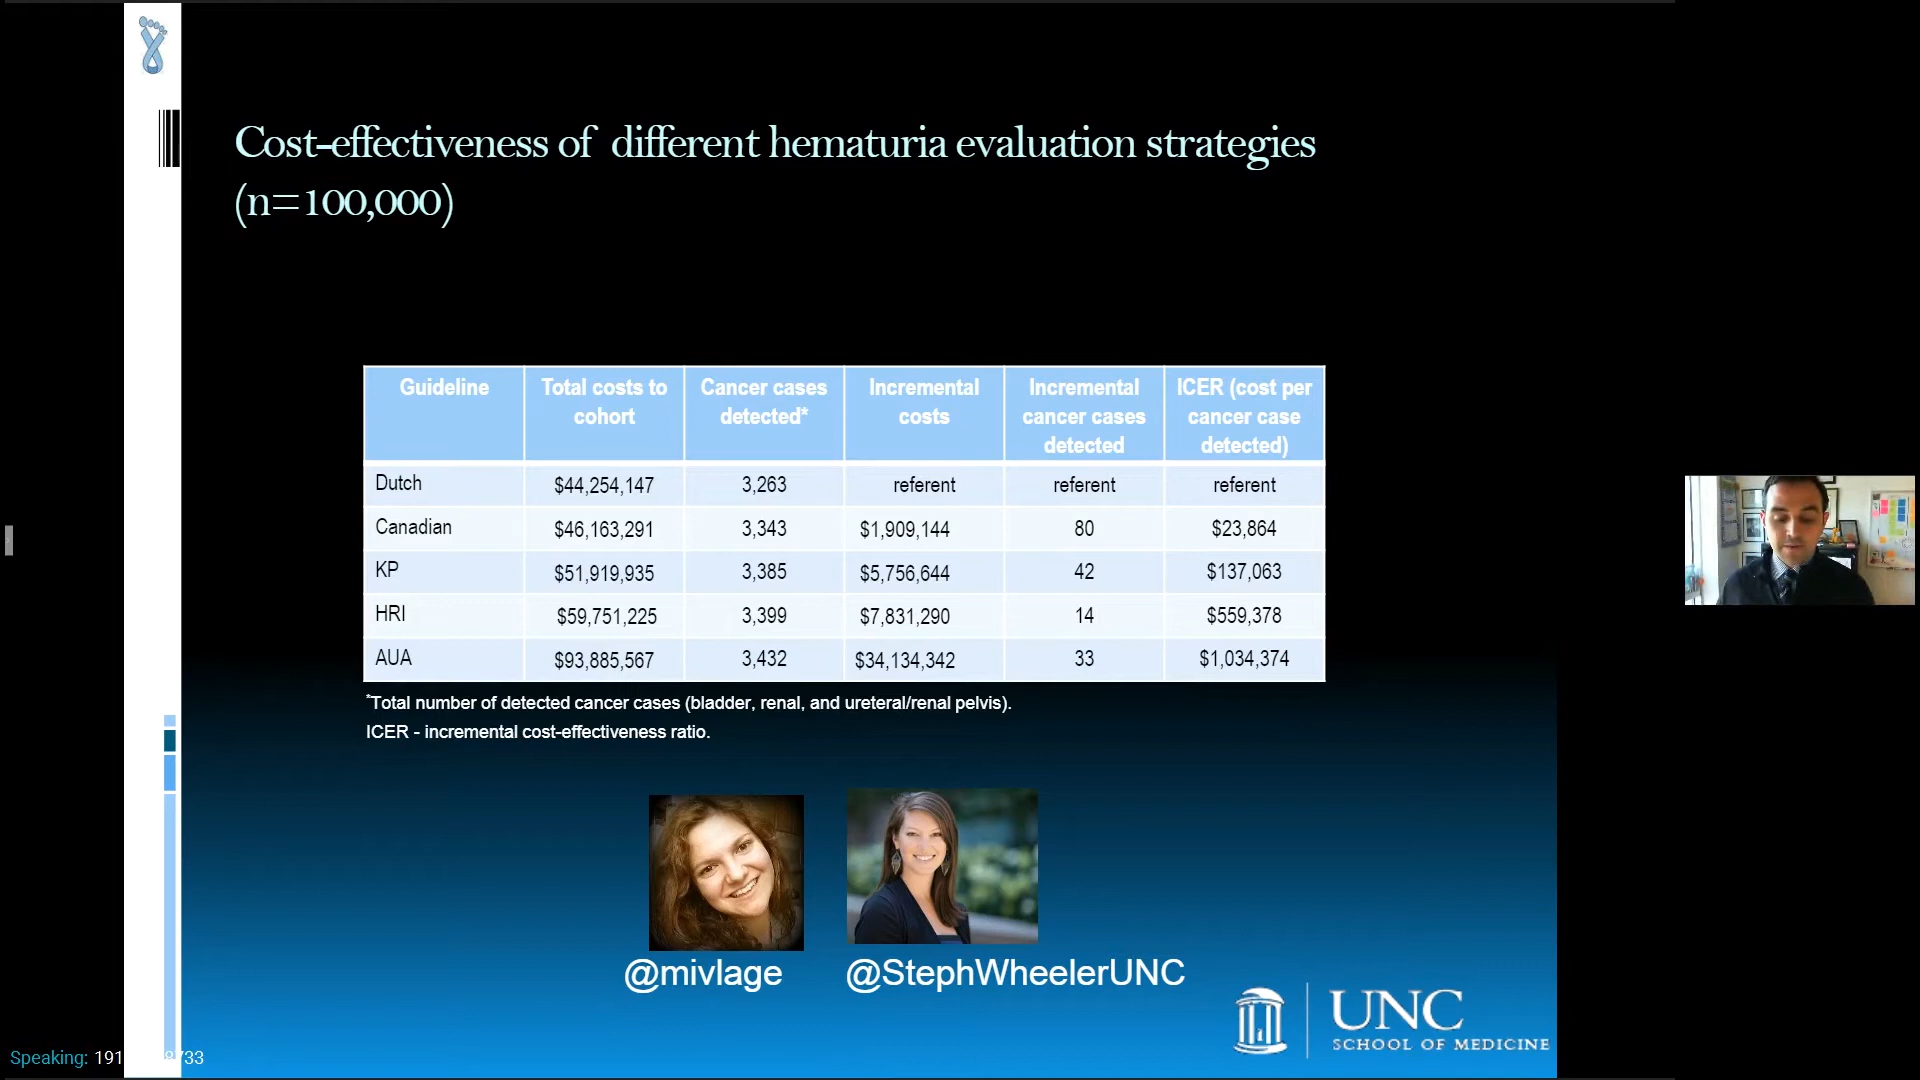 Cost-effectiveness of different hematuria evaluation strategies
(n=100,000)
Guideline Total costs to cohort Cancer cases detected* Incremental costs Incremental cancer cases detected ICER (cost per cancer case detected)
Dutch $44,254,147 3,263 referent referent referent
Canadian $46,163,291 3,343 $1,909,144 80 $23,864
KP $51,919,935 3,385 $5,756,644 42 $137,063
HRI $59,751,225 3,399 $7,831,290 14 $559,378
AUA $93,885,567 3,432 $34,134,342 33 $1,034,374
*Total number of detected cancer cases (bladder, renal, and ureteral/renal pelvis).
ICER - incremental cost-effectiveness ratio.
@mivlage @StephWheelerUNC
UNC
SCHOOL OF MEDICINE
Speaking: